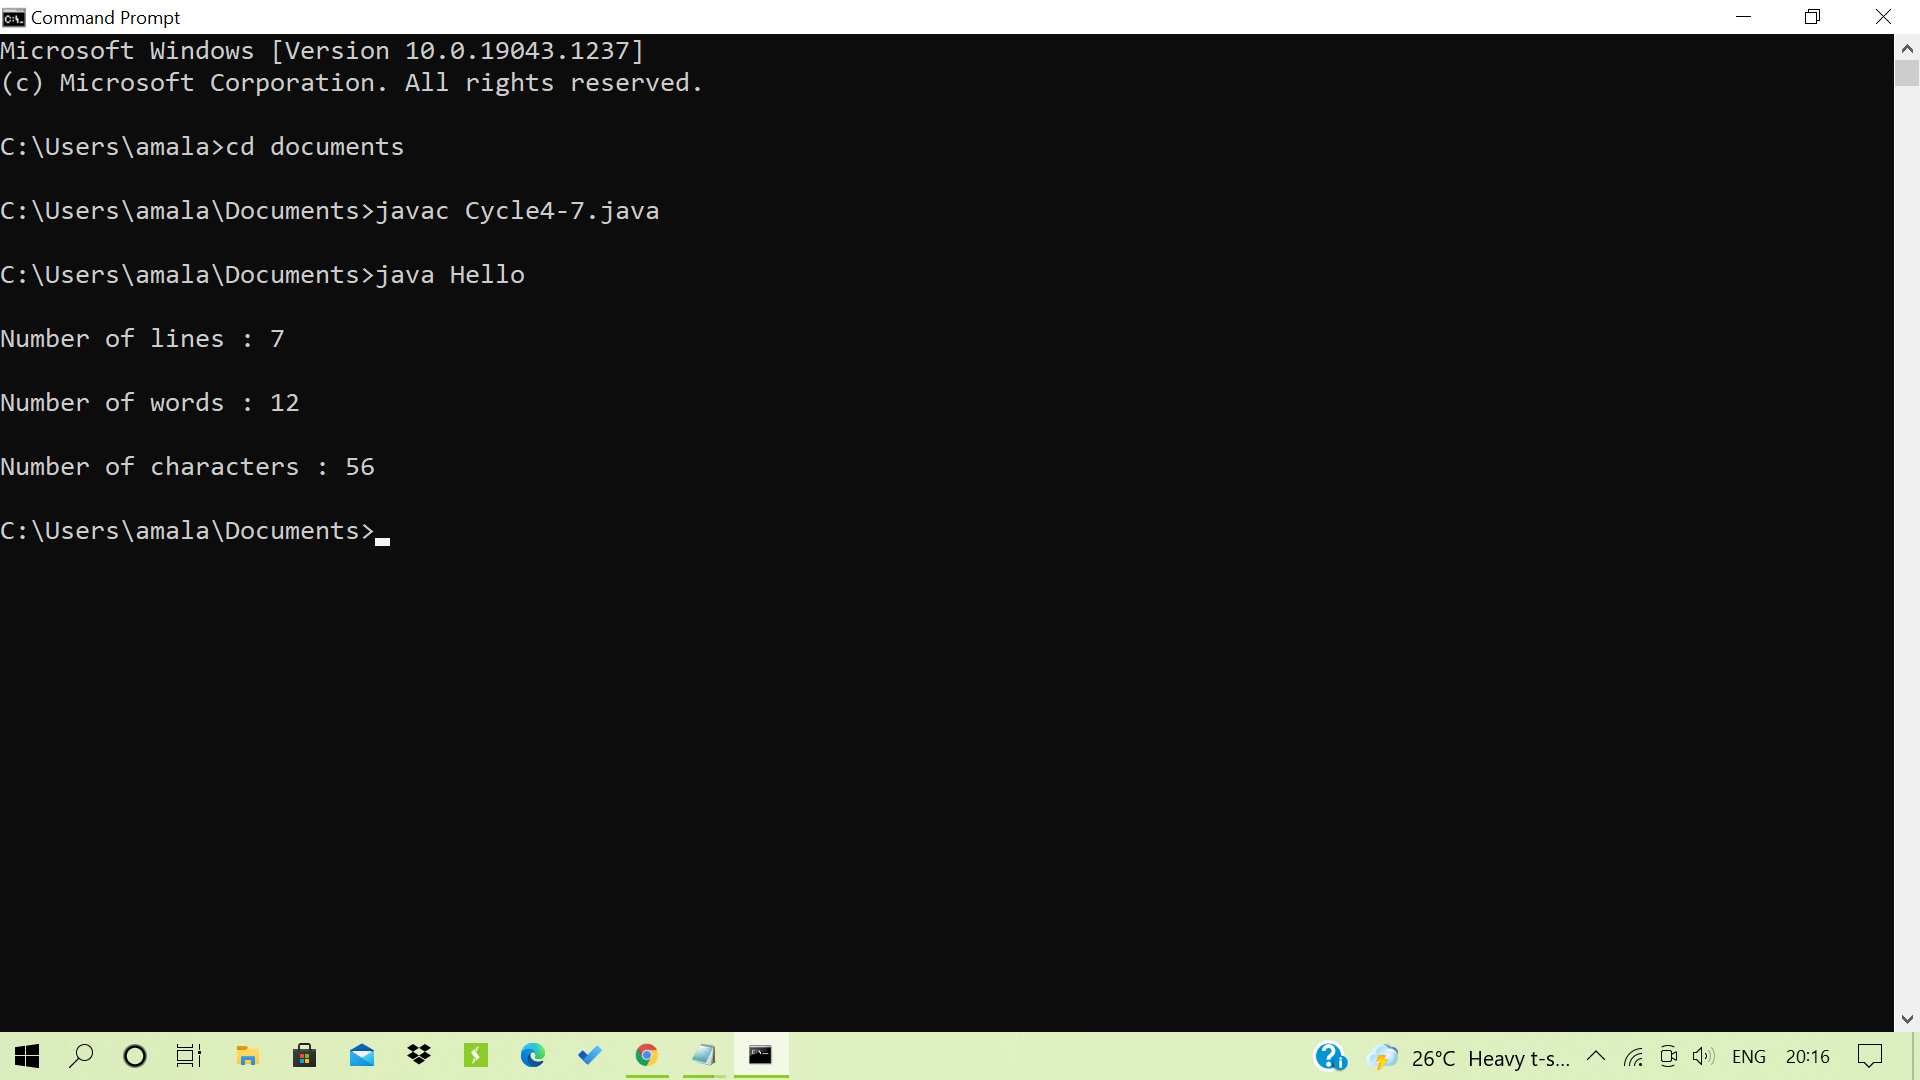 Command Prompt
Microsoft Windows [Version 10.0.19043.1237]
(c) Microsoft Corporation. All rights reserved.
C:\Users\amala>cd documents
C:\Users\amala\Documents>javac Cycle4-7.java
C:\Users\amala\Documents>java Hello
Number of lines : 7
Number of words : 12
Number of characters : 56
C:\Users\amala\Documents>
26°C Heavy t-s... ENG 20:16